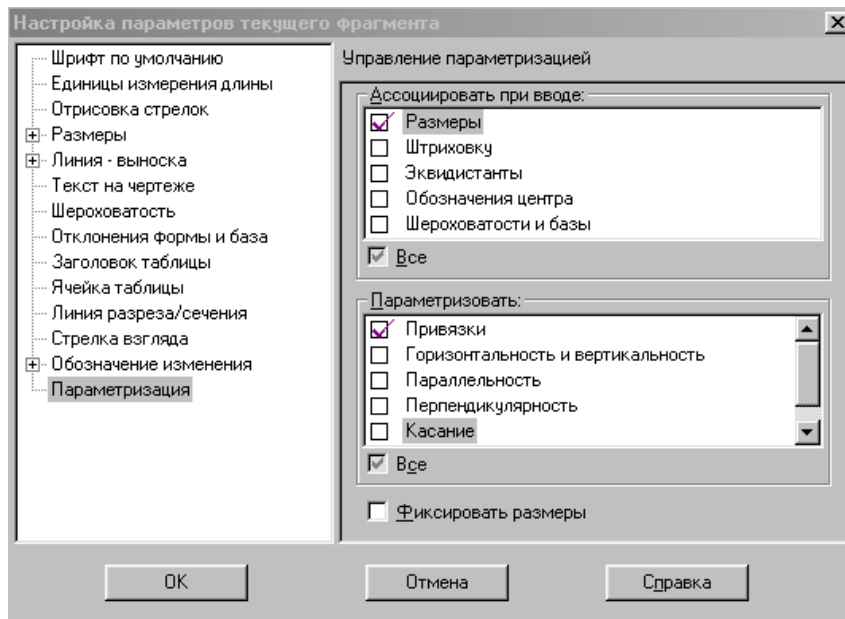 Настройка параметров текущего фрагмента
Шрифт по умолчанию
Единицы измерения длины
Отрисовка стрелок
Размеры
Линия - выноска
Текст на чертеже
Шероховатость
Отклонения формы и база
Заголовок таблицы
Ячейка таблицы
Линия разреза/сечения
Стрелка взгляда
Обозначение изменения
Параметризация
Управление параметризацией
Ассоциировать при вводе:
Размеры
Штриховку
Эквидистанты
Обозначения центра
Шероховатости и базы
Все
Параметризовать:
Привязки
Горизонтальность и вертикальность
Параллельность
Перпендикулярность
Касание
Все
Фиксировать размеры
OK
Отмена
Справка